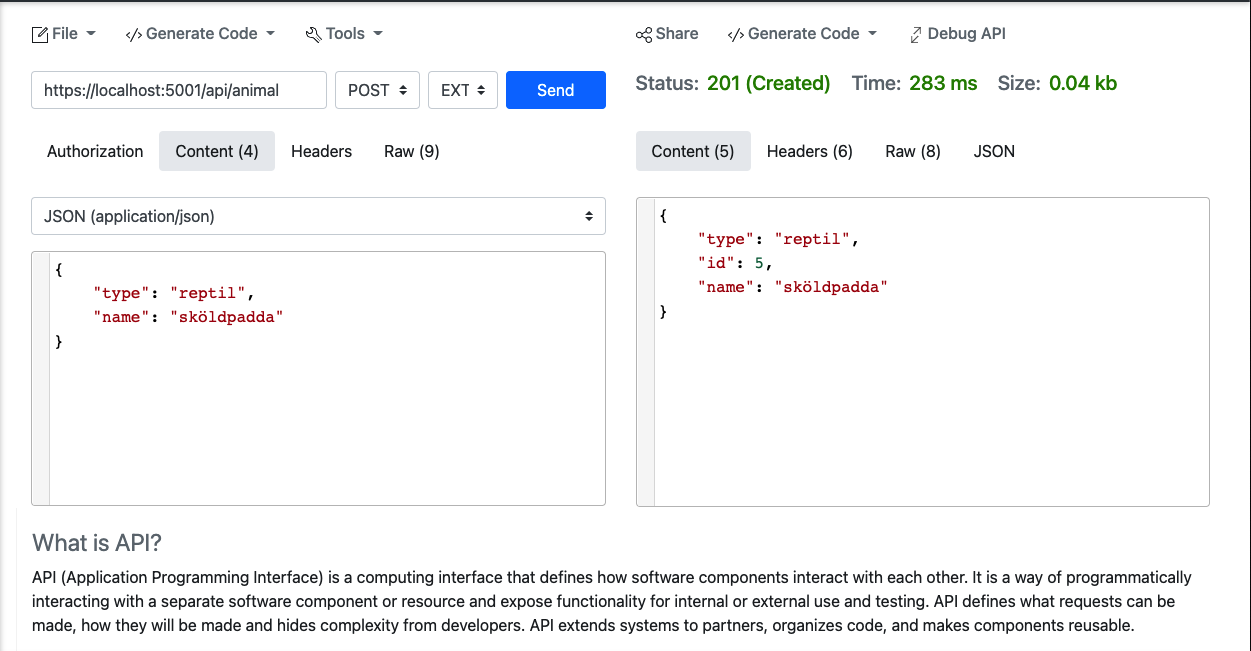 File Generate Code Tools Share Generate Code Debug API
https://localhost:5001/api/animal POST EXT Send Status: 201 (Created) Time: 283 ms Size: 0.04 kb
Authorization Content (4) Headers Raw (9) Content (5) Headers (6) Raw (8) JSON
JSON (application/json)
{
"type": "reptil",
"name": "sköldpadda"
}
{
"type": "reptil",
"id": 5,
"name": "sköldpadda"
}
What is API?
API (Application Programming Interface) is a computing interface that defines how software components interact with each other. It is a way of programmatically
interacting with a separate software component or resource and expose functionality for internal or external use and testing. API defines what requests can be
made, how they will be made and hides complexity from developers. API extends systems to partners, organizes code, and makes components reusable.